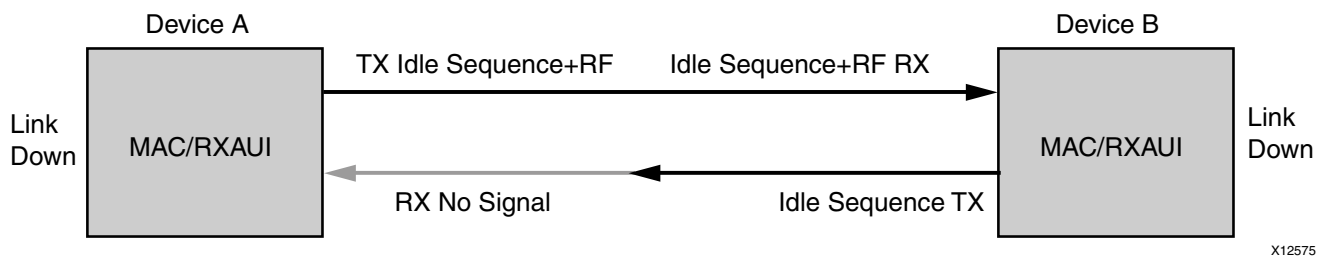 Device A
Device B
TX Idle Sequence+RF
Idle Sequence+RF RX
Link
Down
MAC/RXAUI
MAC/RXAUI
Link
Down
RX No Signal
Idle Sequence TX
X12575